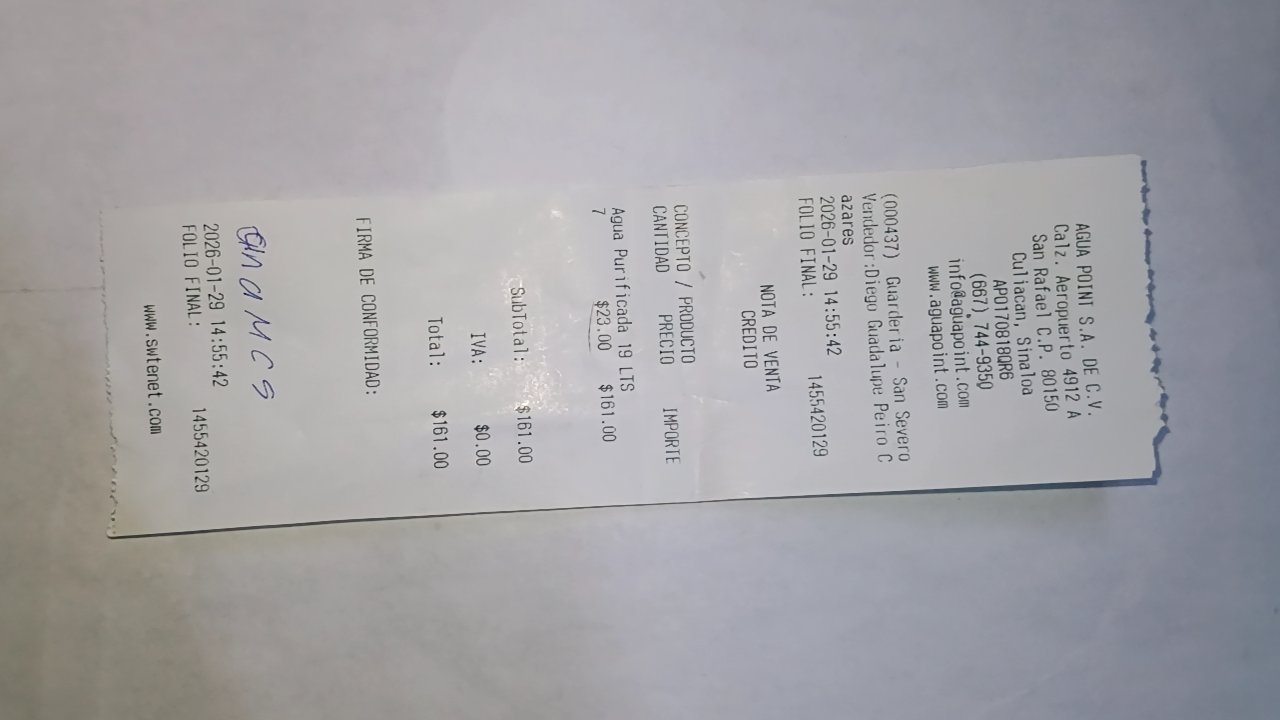 AGUA POINT S.A. DE C.V.
Calz. Aeropuerto 4912 A
San Rafael C.P. 80150
Culiacan, Sinaloa
APO170818QR6
(667) 744-9350
info@aguapoint.com
www.aguapoint.com
(000437) Guarderia - San Severo
Vendedor:Diego Guadalupe Peiro C
azares
2026-01-29 14:55:42
FOLIO FINAL: 1455420129
NOTA DE VENTA
CREDITO
CONCEPTO / PRODUCTO
CANTIDAD PRECIO IMPORTE
Agua Purificada 19 LTS
7 $23.00 $161.00
SubTotal: $161.00
IVA: $0.00
Total: $161.00
FIRMA DE CONFORMIDAD:
Ana M C S
2026-01-29 14:55:42
FOLIO FINAL: 1455420129
www.swtenet.com